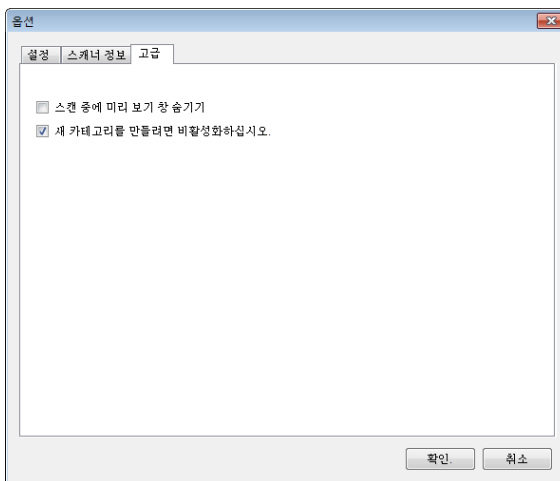 옵션
설정 스캐너 정보 고급
스캔 중에 미리 보기 창 숨기기
새 카테고리를 만들려면 비활성화하십시오.
확인. 취소